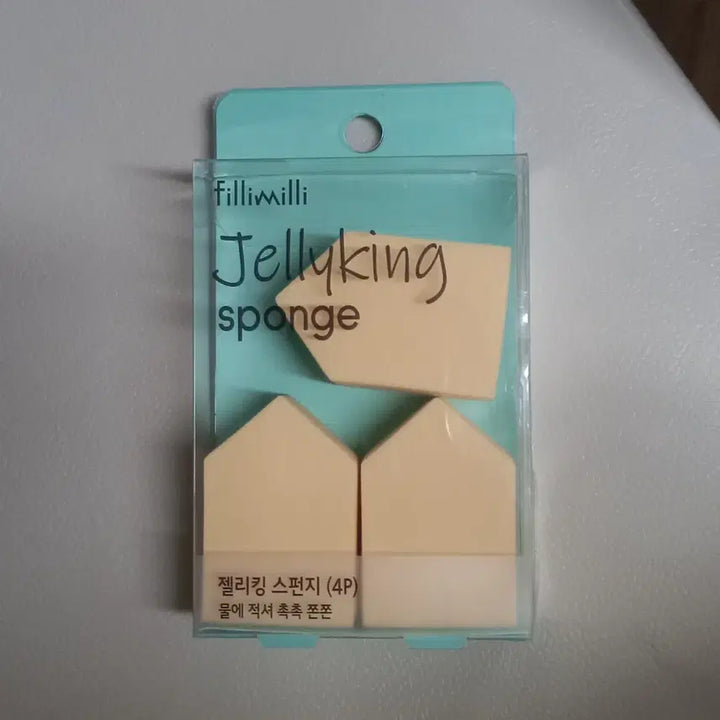 fillimilli
Jellyking
sponge
젤리킹 스펀지 (4P)
물에 적셔 촉촉 쫀쫀